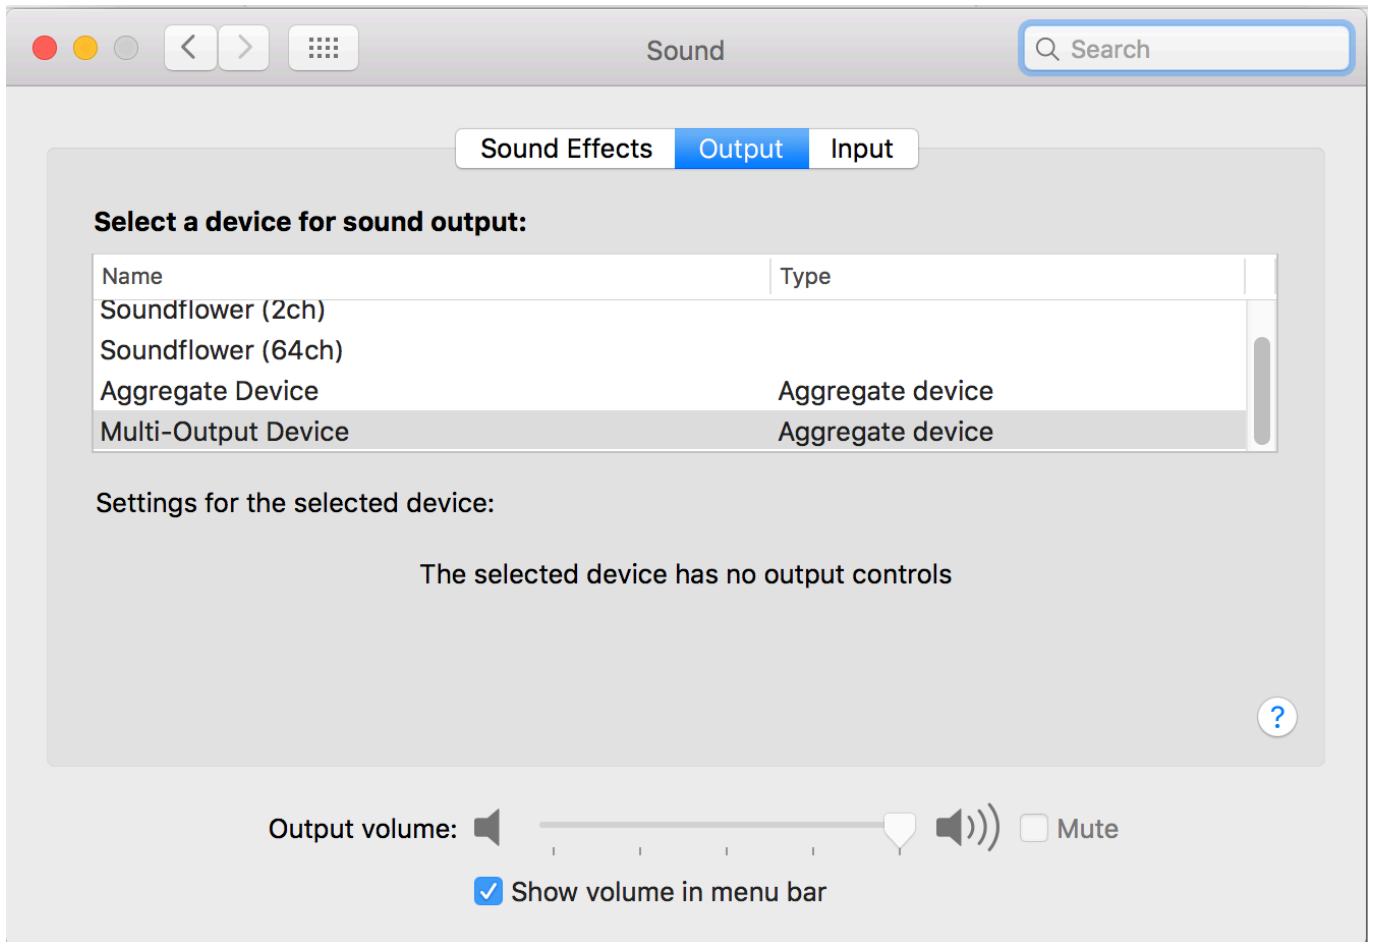 Sound
Search
Sound Effects Output Input
Select a device for sound output:
Name Type
Soundflower (2ch)
Soundflower (64ch)
Aggregate Device Aggregate device
Multi-Output Device Aggregate device
Settings for the selected device:
The selected device has no output controls
?
Output volume: Mute
Show volume in menu bar